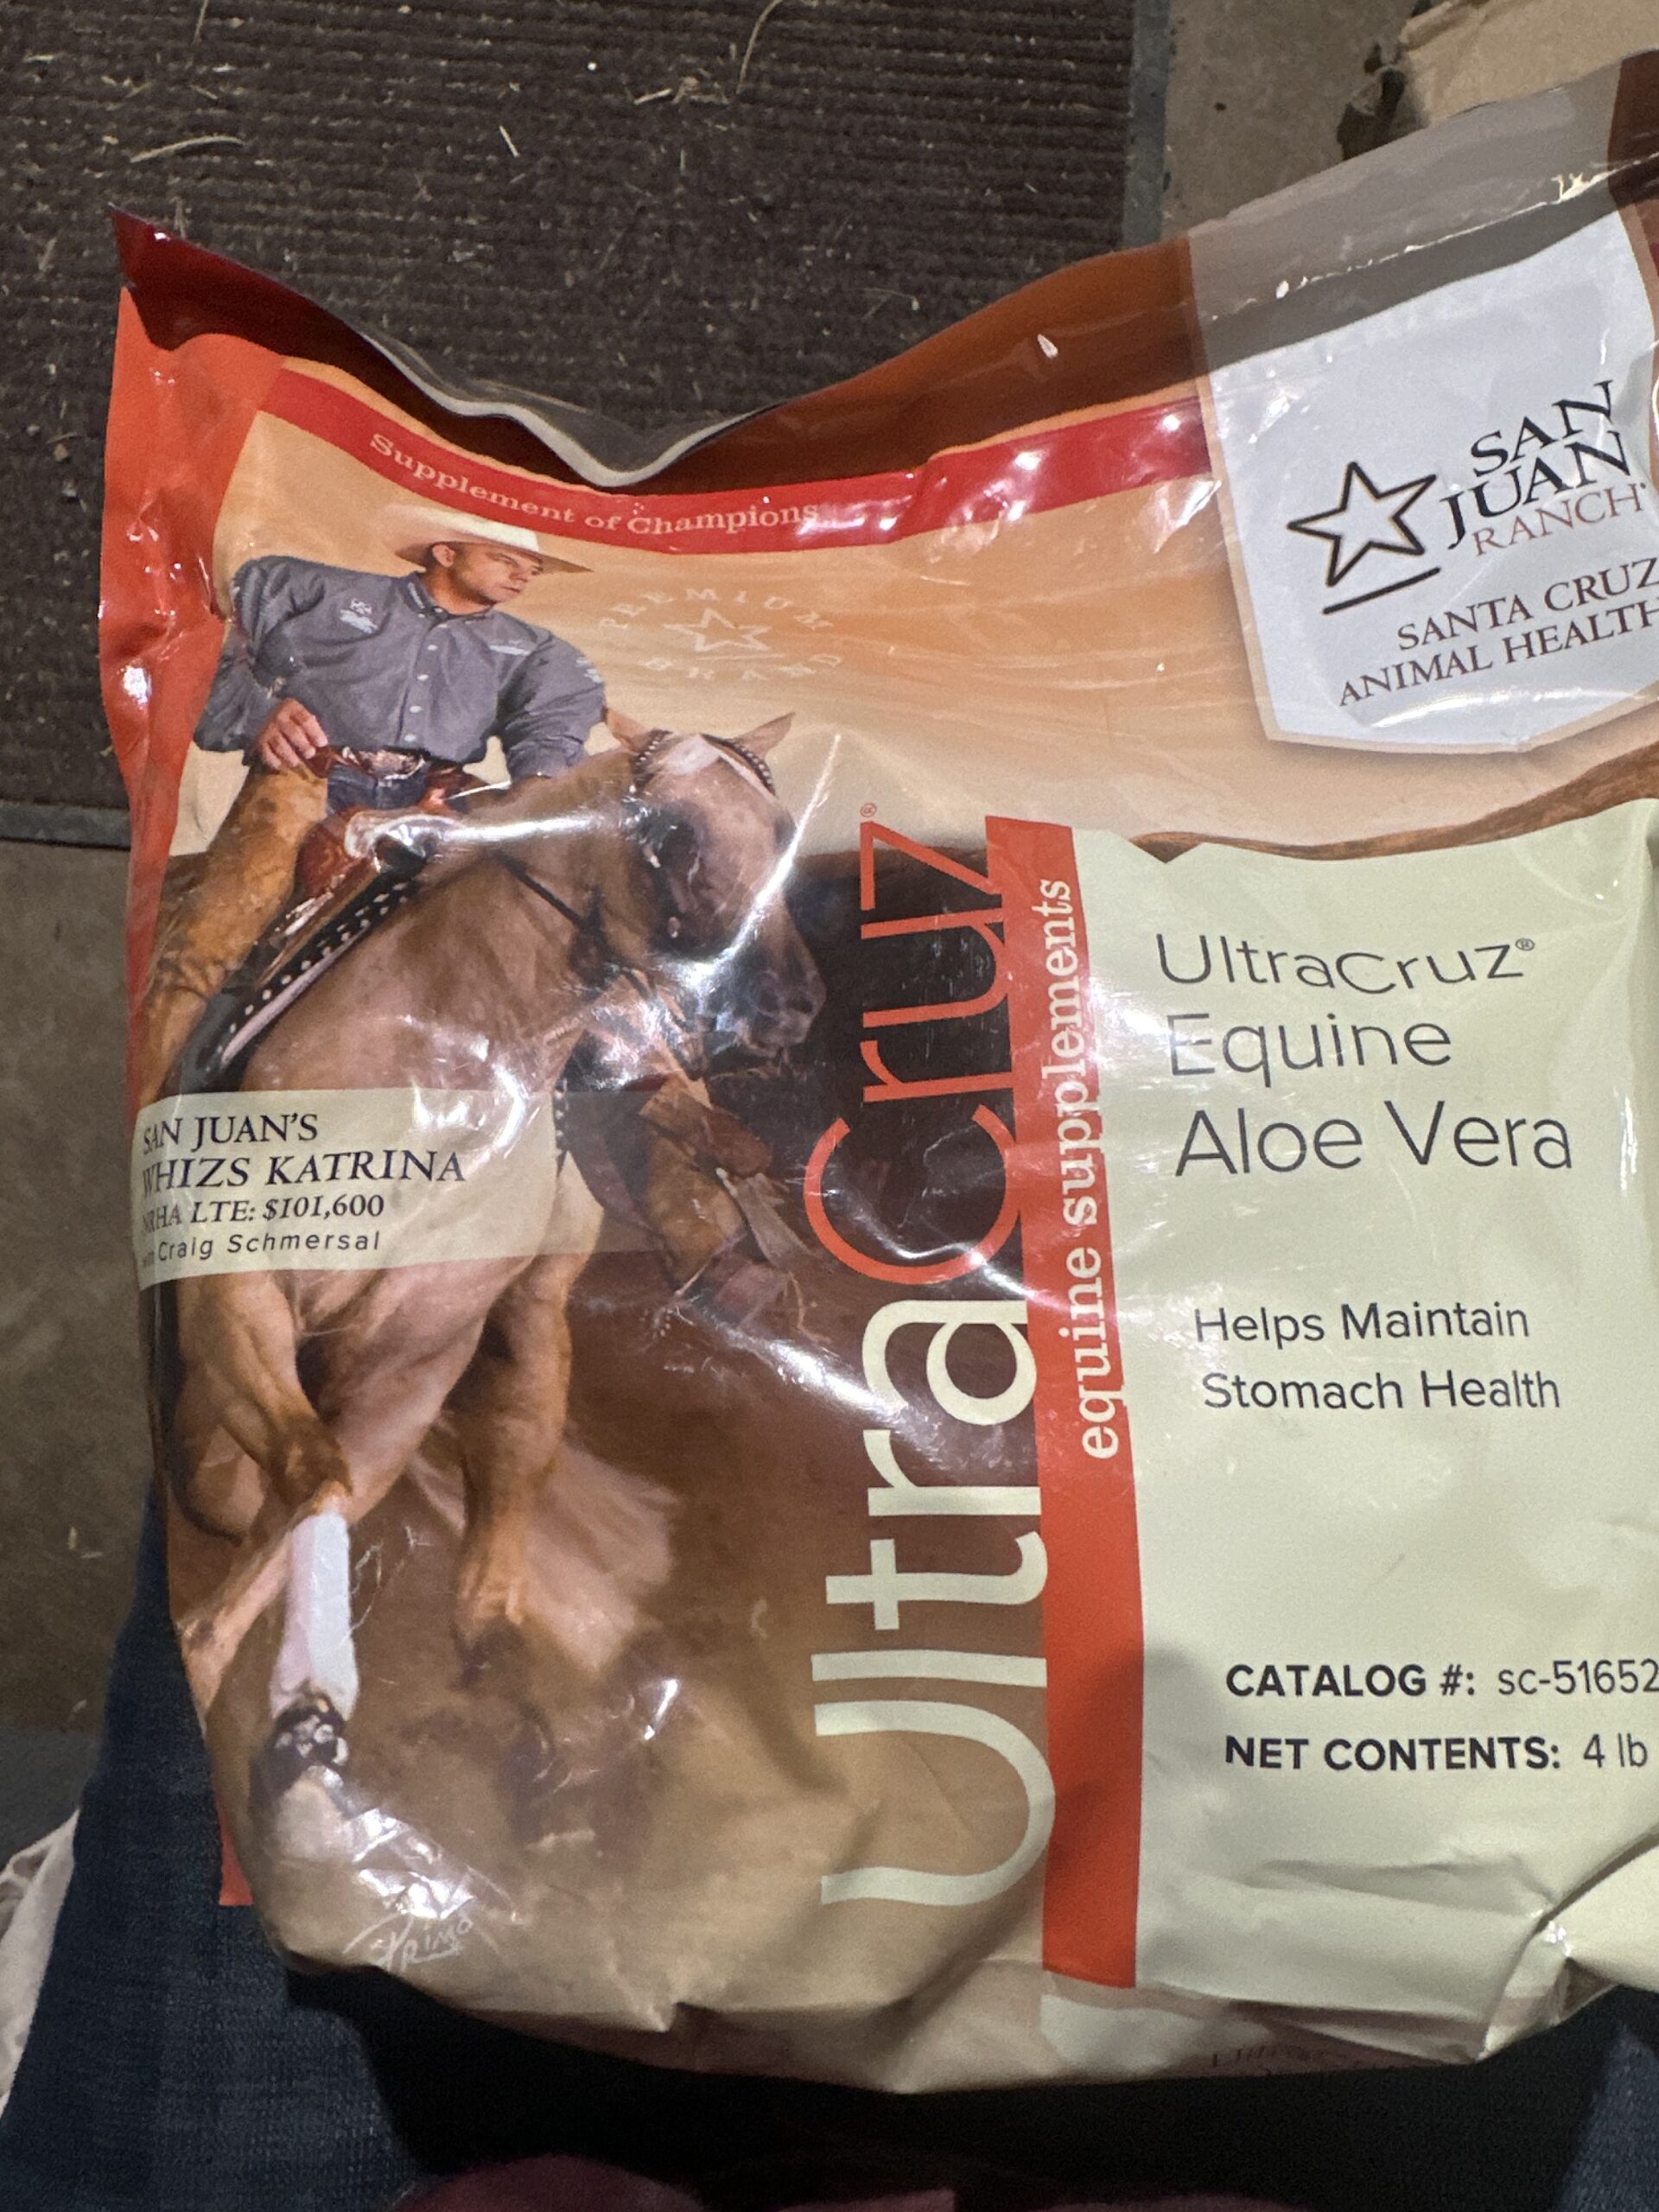 Supplement of Champions
PREMIUM
BRAND
SAN
JUAN
RANCH
SANTA CRUZ
ANIMAL HEALTH
UltraCruz®
equine supplements
UltraCruz®
Equine
Aloe Vera
Helps Maintain
Stomach Health
SAN JUAN'S
WHIZS KATRINA
NRHA LTE: $101,600
Craig Schmersal
CATALOG #: sc-51652
NET CONTENTS: 4 lb